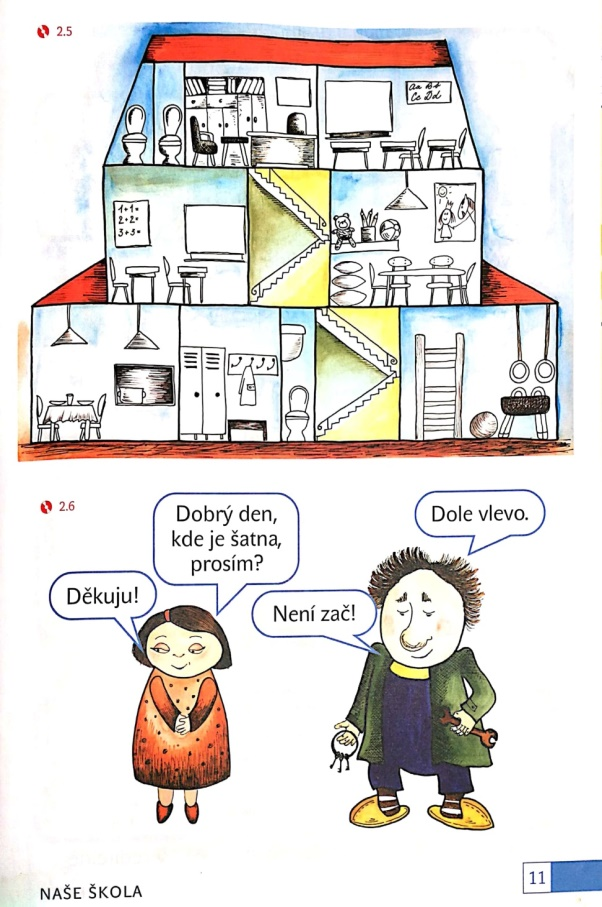 2.5
Aa Bb
Cc Dd
1+1=
2+2=
3+3=
2.6
Dobrý den,
kde je šatna,
prosím?
Dole vlevo.
Děkuju!
Není zač!
11
NAŠE ŠKOLA